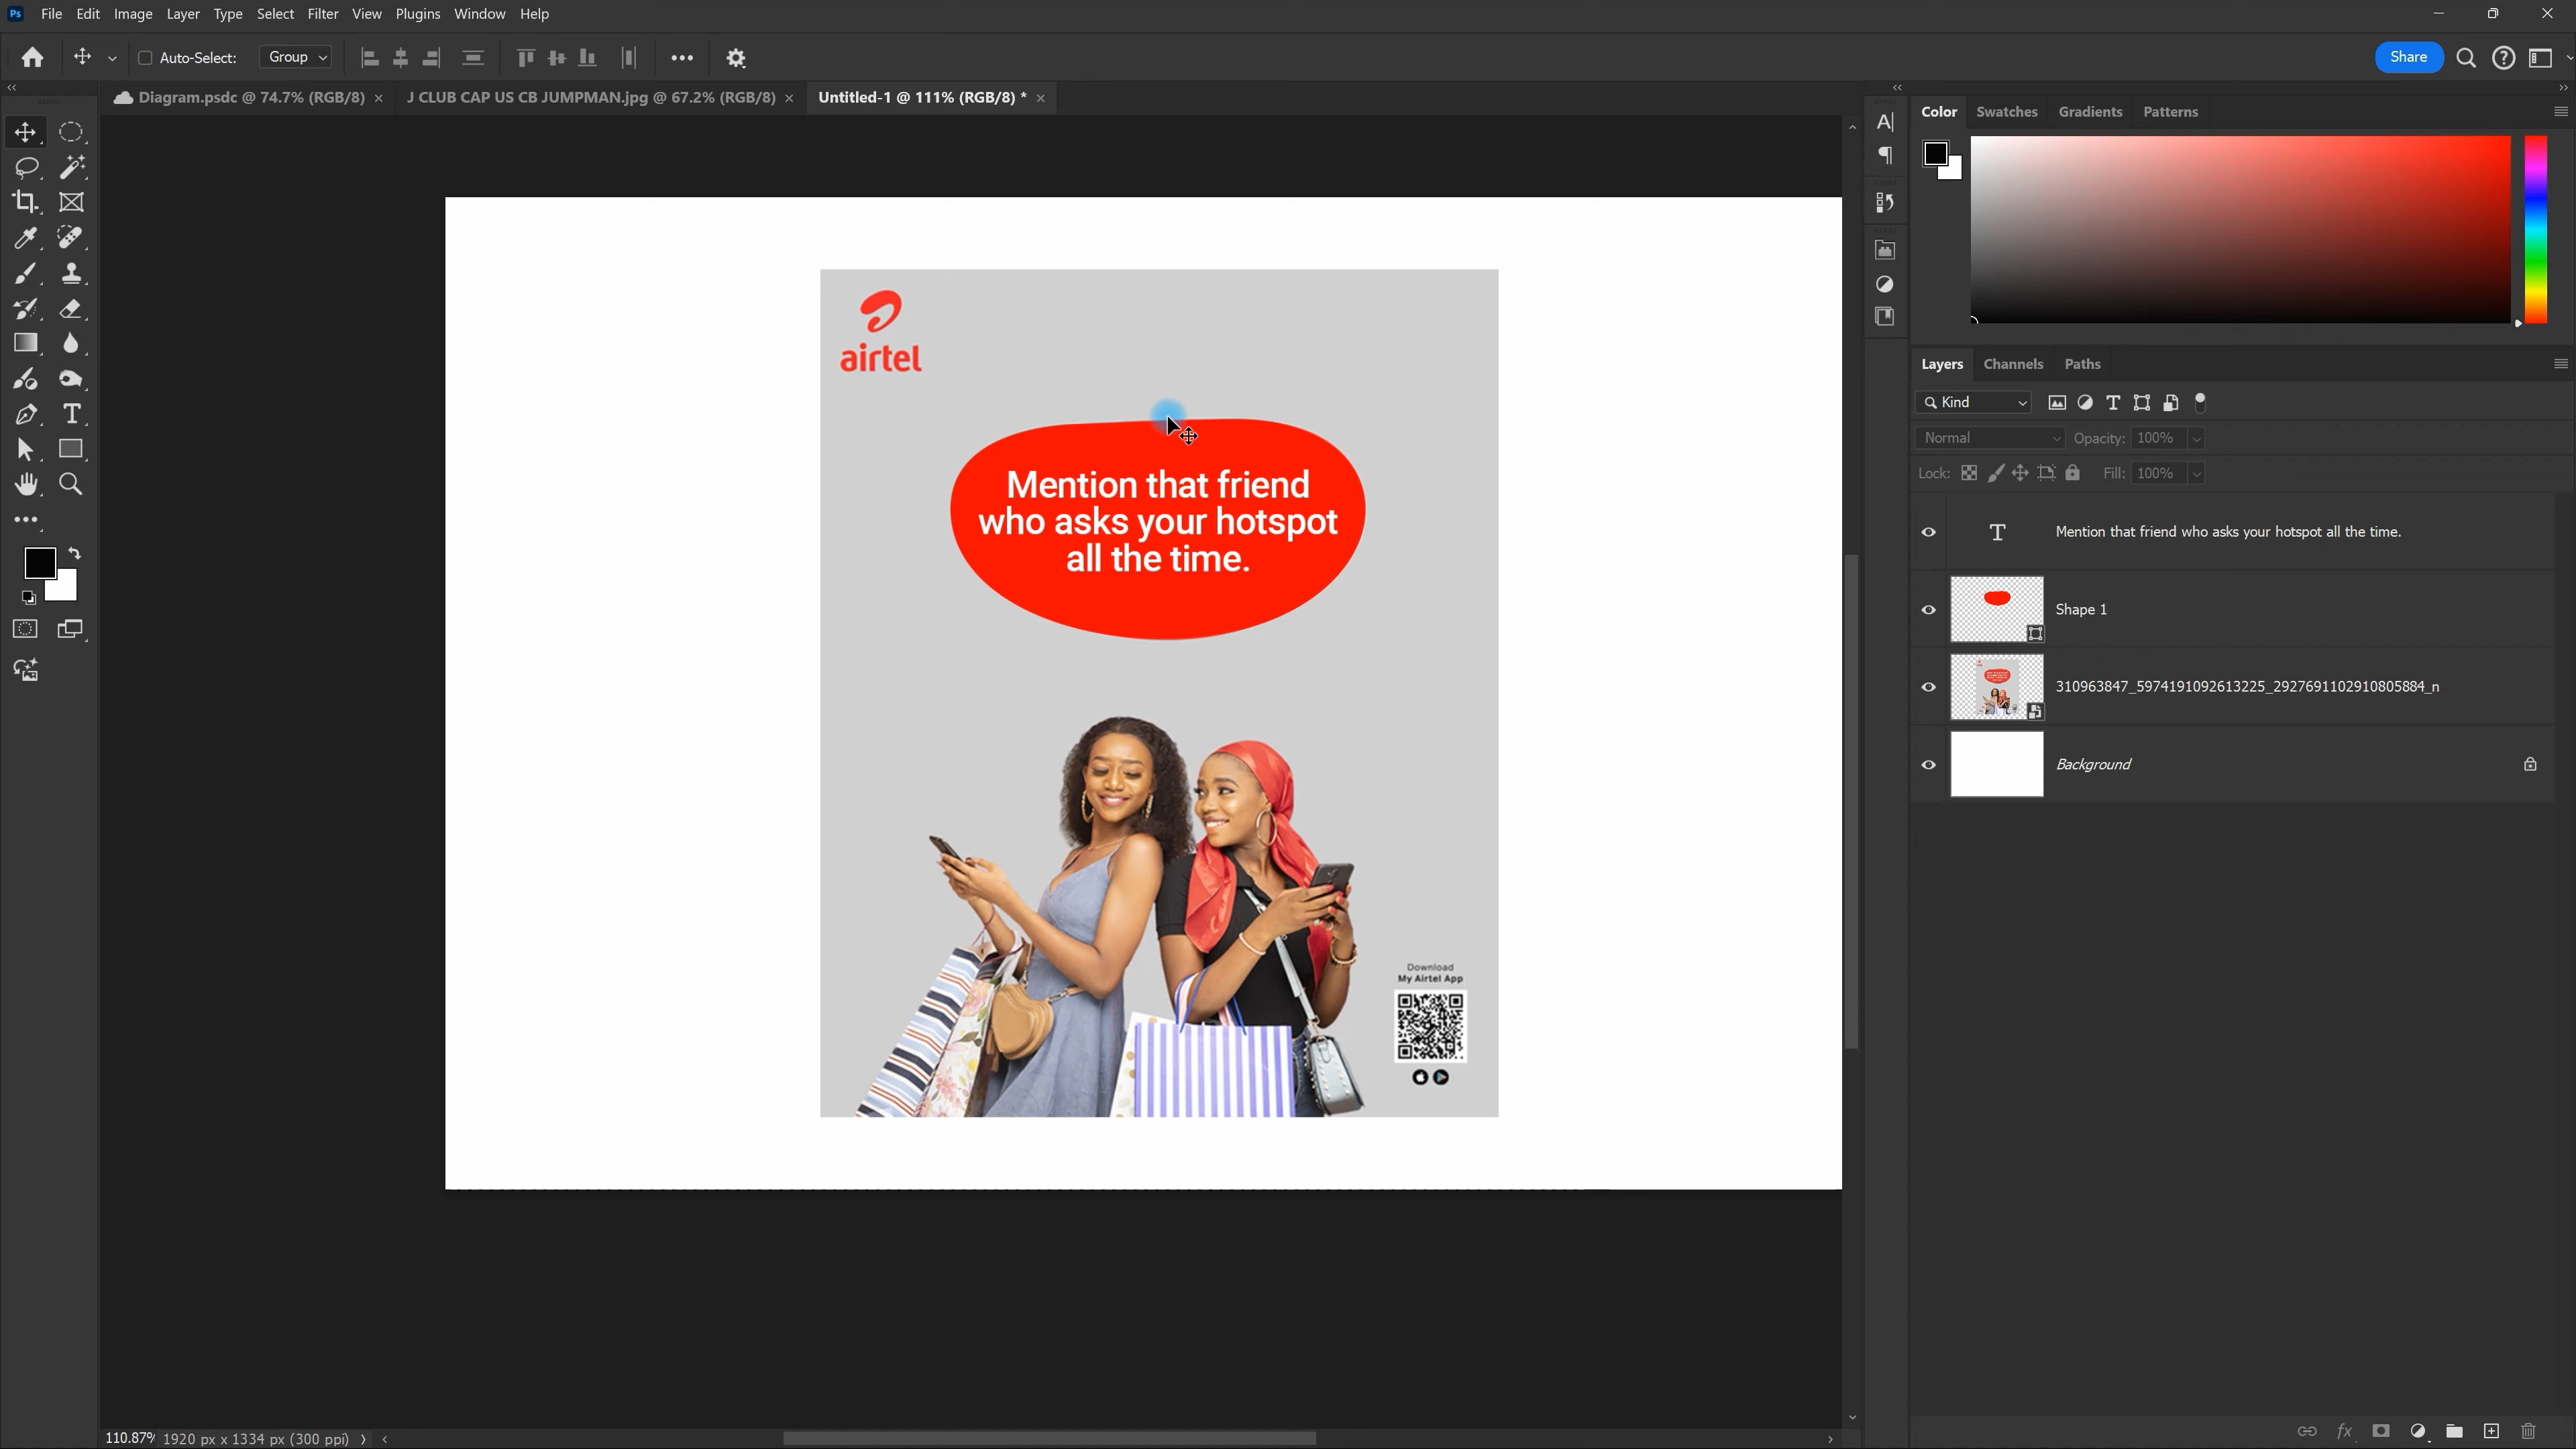 Ps File Edit Image Layer Type Select Filter View Plugins Window Help
Auto-Select: Group Share
Diagram.psdc @ 74.7% (RGB/8) × J CLUB CAP US CB JUMPMAN.jpg @ 67.2% (RGB/8) × Untitled-1 @ 111% (RGB/8) * ×
Color Swatches Gradients Patterns
airtel
Mention that friend
who asks your hotspot
all the time.
Download
My Airtel App
Layers Channels Paths
Kind
Normal Opacity: 100%
Lock: Fill: 100%
Mention that friend who asks your hotspot all the time.
Shape 1
310963847_5974191092613225_2927691102910805884_n
Background
fx
110.87% 1920 px x 1334 px (300 ppi)